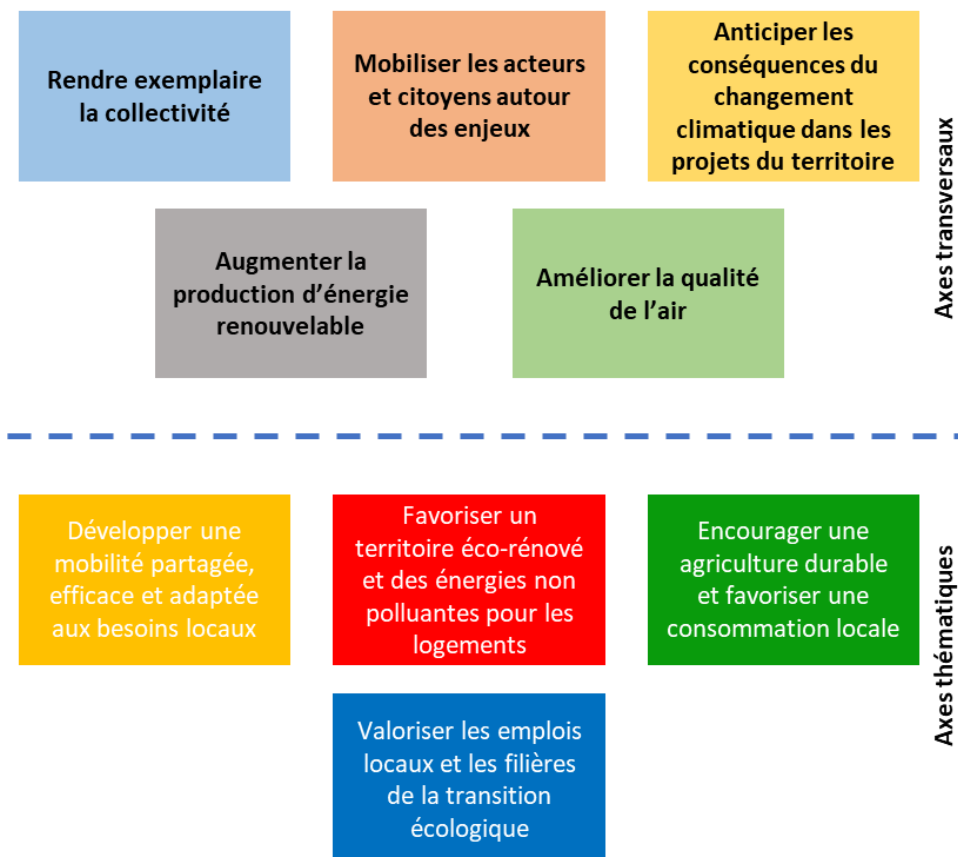 Rendre exemplaire
la collectivité
Mobiliser les acteurs
et citoyens autour
des enjeux
Anticiper les
conséquences du
changement
climatique dans les
projets du territoire
Augmenter la
production d’énergie
renouvelable
Améliorer la qualité
de l’air
Axes transversaux
Développer une
mobilité partagée,
efficace et adaptée
aux besoins locaux
Favoriser un
territoire éco-rénové
et des énergies non
polluantes pour les
logements
Encourager une
agriculture durable
et favoriser une
consommation locale
Valoriser les emplois
locaux et les filières
de la transition
écologique
Axes thématiques